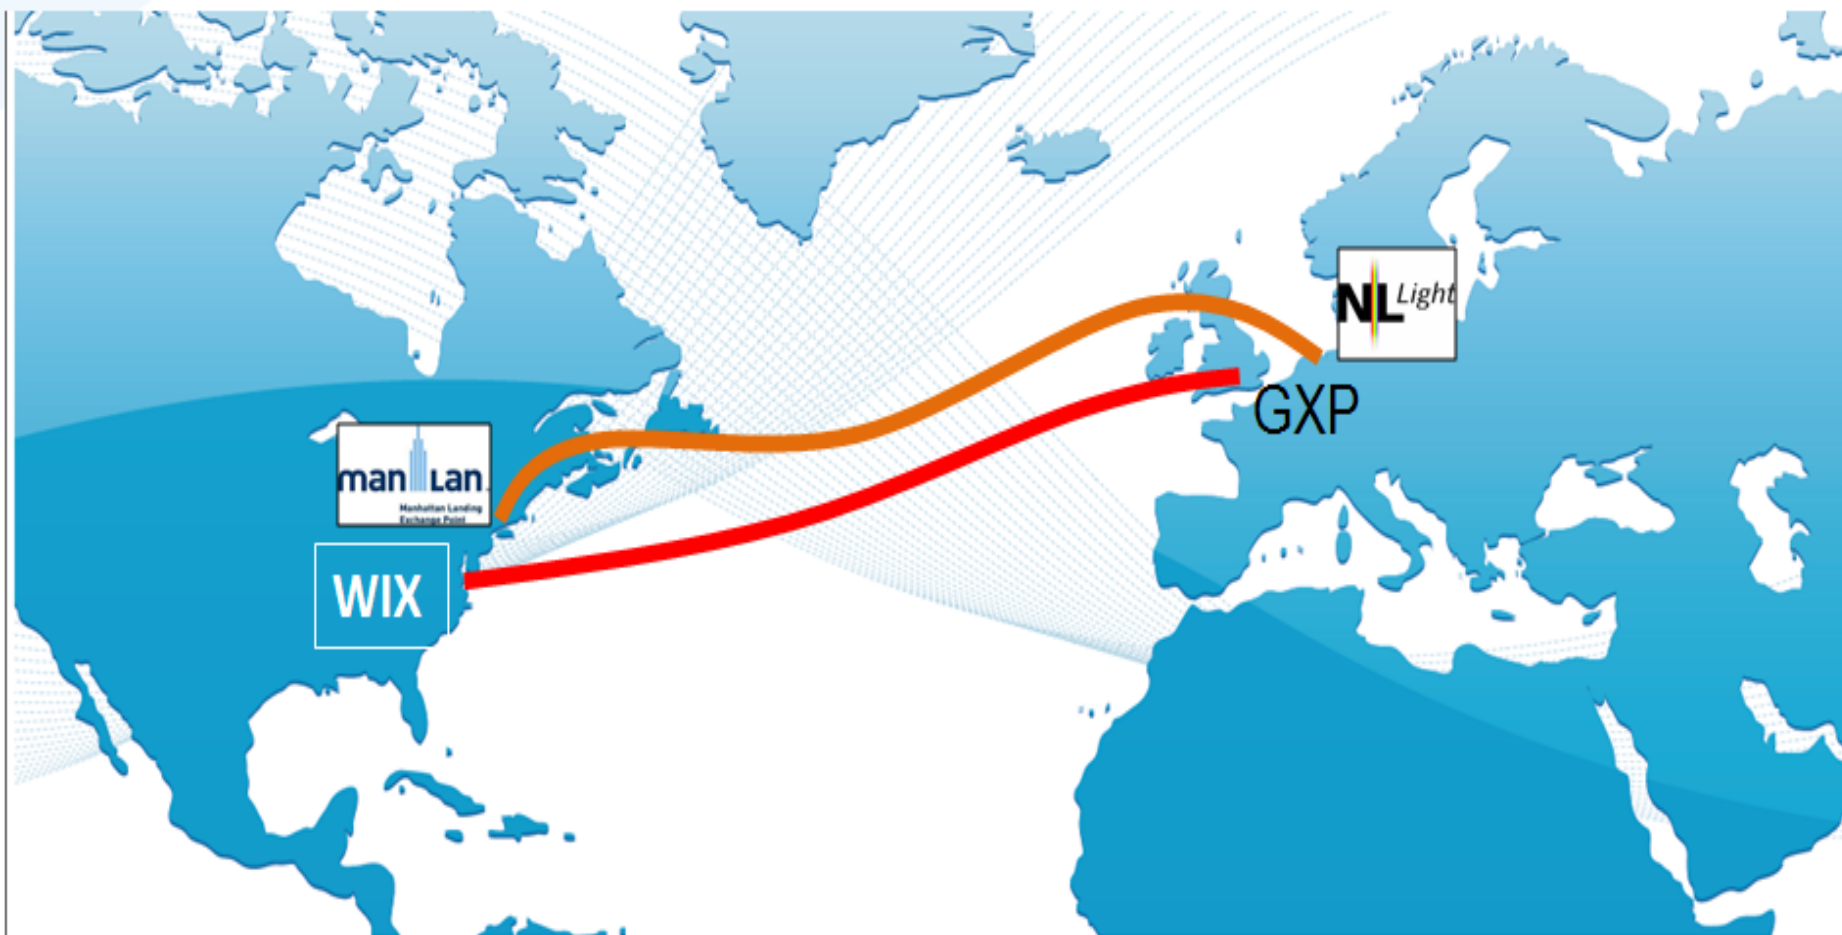 NL Light
GXP
man Lan
Manhattan Landing
Exchange Point
WIX